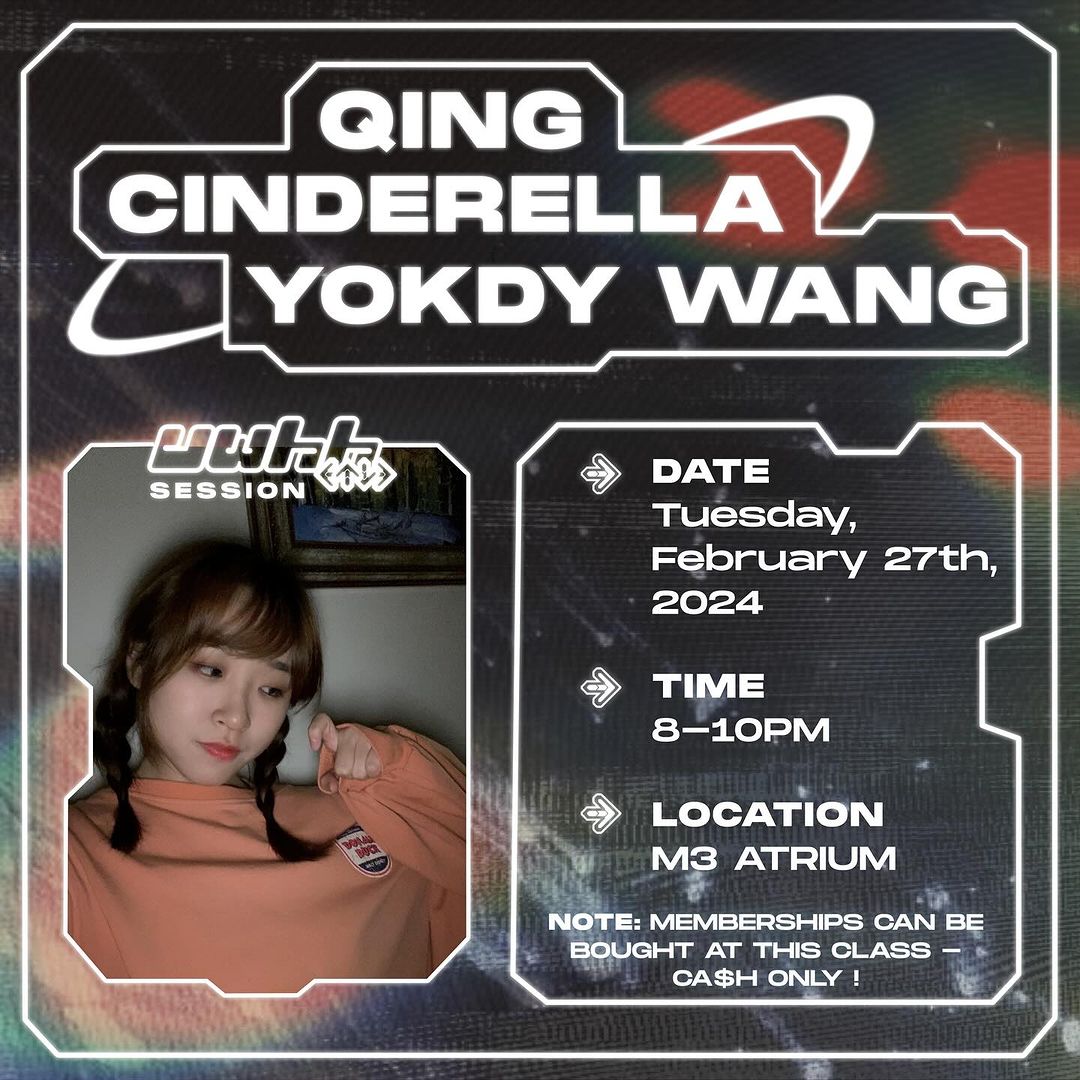 QING
CINDERELLA
YOKDY WANG
uwhh
SESSION
DATE
Tuesday,
February 27th,
2024
TIME
8–10PM
LOCATION
M3 ATRIUM
NOTE: MEMBERSHIPS CAN BE
BOUGHT AT THIS CLASS –
CA$H ONLY !